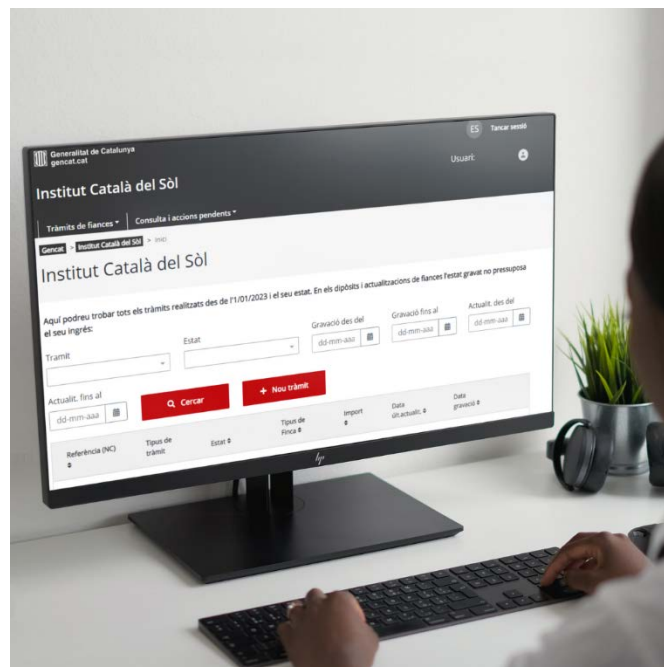 Generalitat de Catalunya
gencat.cat
ES Tancar sessió
Institut Català del Sòl
Usuari:
Tràmits de fiances
Consulta i accions pendents
Gencat > Institut Català del Sòl > Inici
Institut Català del Sòl
Aquí podreu trobar tots els tràmits realitzats des de l'1/01/2023 i el seu estat. En els dipòsits i actualitzacions de fiances l'estat gravat no pressuposa
el seu ingrés:
Tramit
Estat
Gravació des del
dd-mm-aaa
Gravació fins al
dd-mm-aaa
Actualit. des del
dd-mm-aaa
Actualit. fins al
dd-mm-aaa
Cercar
+ Nou tràmit
Referència (NC)
Tipus de
tràmit
Estat
Tipus de
Finca
Import
Data
últ.actualic.
Data
gravació
hp